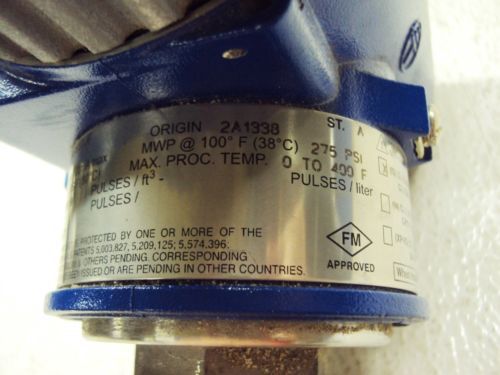 ORIGIN 2A1338 ST. A
MWP @ 100° F (38°C) 275 PSI
MAX. PROC. TEMP. 0 TO 400 F
PULSES / ft³ - PULSES / liter
PULSES /
PROTECTED BY ONE OR MORE OF THE
PATENTS 5,003,827, 5,209,125; 5,574,396;
OTHERS PENDING. CORRESPONDING
ISSUED OR ARE PENDING IN OTHER COUNTRIES.
FM
APPROVED